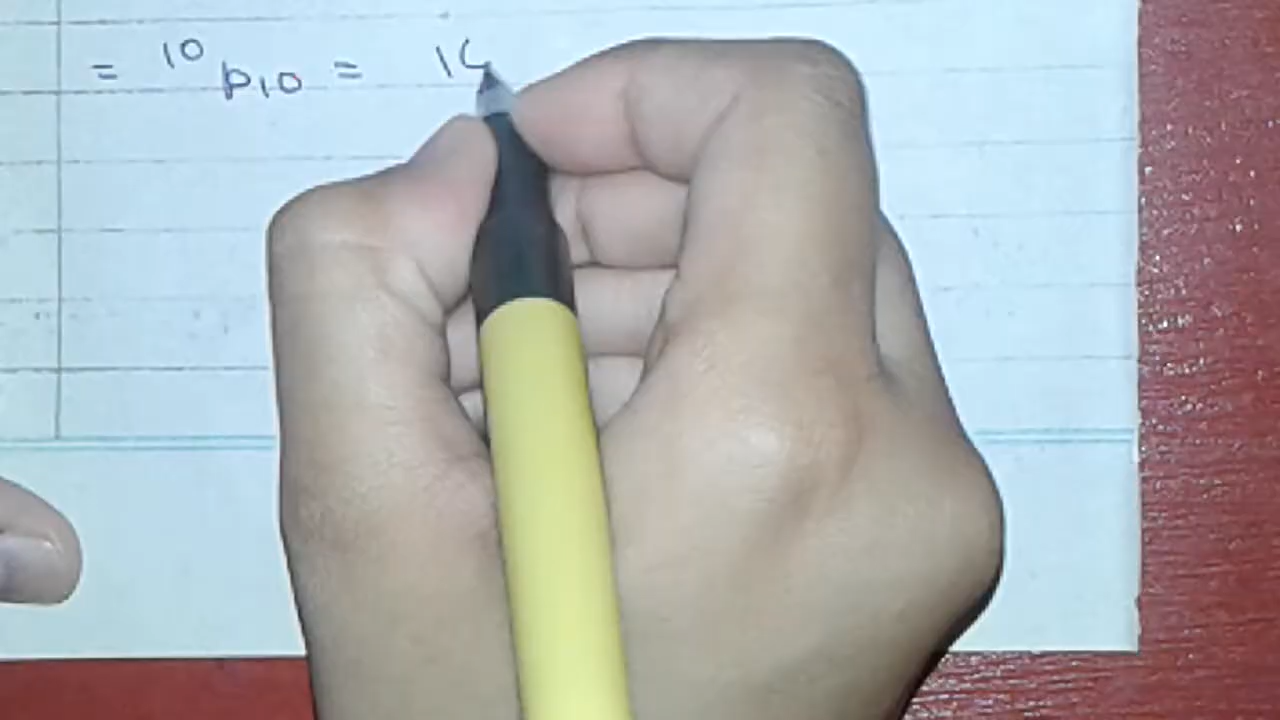 = ¹⁰P₁₀ = 1